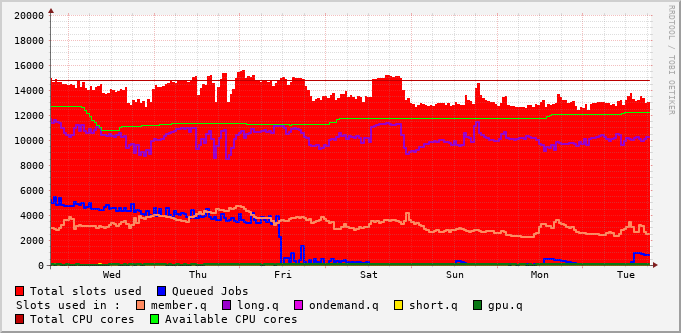 RRDTOOL / TOBI OETIKER
20000
18000
16000
14000
12000
10000
8000
6000
4000
2000
0
Wed Thu Fri Sat Sun Mon Tue
Total slots used Queued Jobs
Slots used in : member.q long.q ondemand.q short.q gpu.q
Total CPU cores Available CPU cores